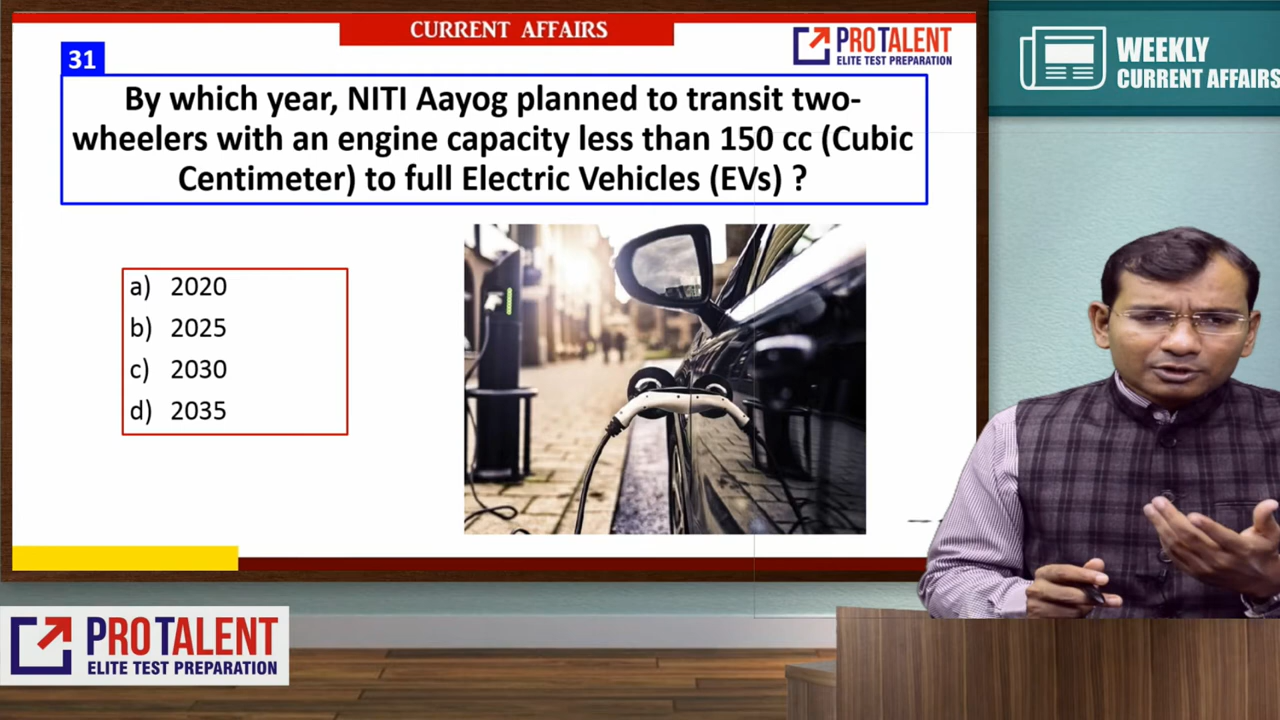 CURRENT AFFAIRS
PROTALENT
ELITE TEST PREPARATION
WEEKLY
CURRENT AFFAIRS
31
By which year, NITI Aayog planned to transit two-
wheelers with an engine capacity less than 150 cc (Cubic
Centimeter) to full Electric Vehicles (EVs) ?
a) 2020
b) 2025
c) 2030
d) 2035
PROTALENT
ELITE TEST PREPARATION